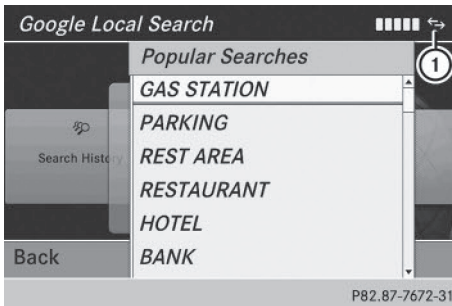 Google Local Search
1
Popular Searches
GAS STATION
PARKING
Search Histo y
REST AREA
RESTAURANT
HOTEL
Back
BANK
P82.87-7672-31